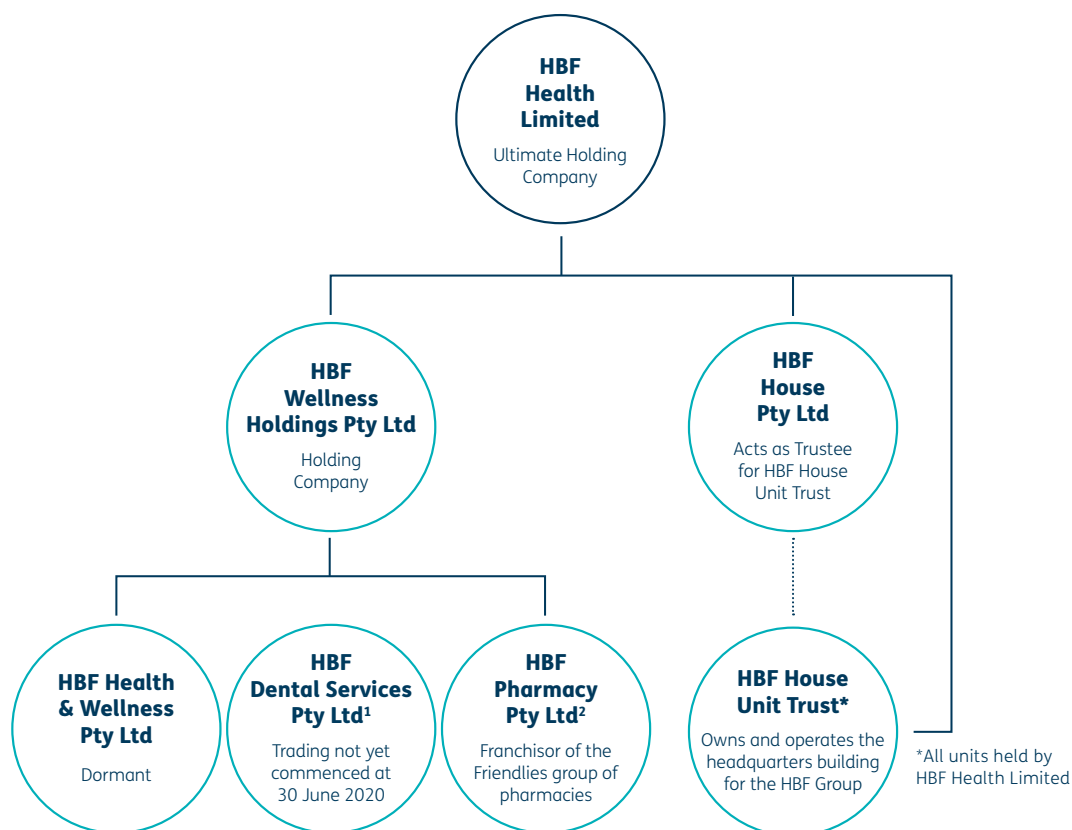 HBF
Health
Limited
Ultimate Holding
Company
HBF
Wellness
Holdings Pty Ltd
Holding
Company
HBF
House
Pty Ltd
Acts as Trustee
for HBF House
Unit Trust
HBF Health
& Wellness
Pty Ltd
Dormant
HBF
Dental Services
Pty Ltd¹
Trading not yet
commenced at
30 June 2020
HBF
Pharmacy
Pty Ltd²
Franchisor of the
Friendlies group of
pharmacies
HBF House
Unit Trust*
Owns and operates the
headquarters building
for the HBF Group
*All units held by
HBF Health Limited